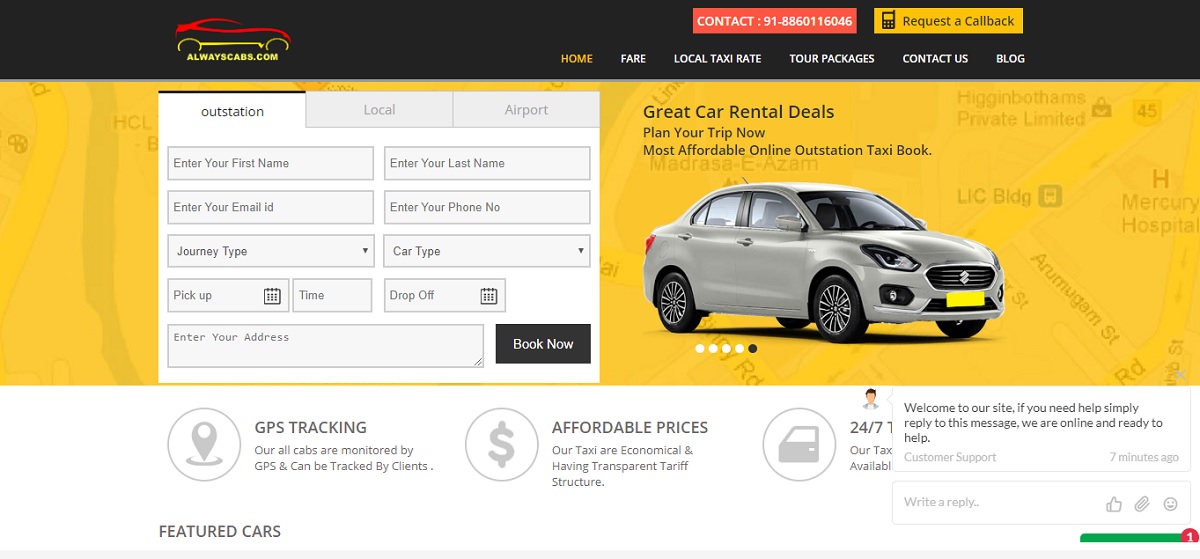 CONTACT : 91-8860116046
Request a Callback
ALWAYSCABS.COM
HOME FARE LOCAL TAXI RATE TOUR PACKAGES CONTACT US BLOG
outstation Local Airport
Enter Your First Name Enter Your Last Name
Enter Your Email id Enter Your Phone No
Journey Type Car Type
Pick up Time Drop Off
Enter Your Address
Book Now
Great Car Rental Deals
Plan Your Trip Now
Most Affordable Online Outstation Taxi Book.
HCL
Higginbothams
Private Limited
45
Madrasa-E-Azam
LIC Bldg
H
Mercury
Hospital
Arumugam St
Rd
Rd
GPS TRACKING
Our all cabs are monitored by
GPS & Can be Tracked By Clients .
AFFORDABLE PRICES
Our Taxi are Economical &
Having Transparent Tariff
Structure.
24/7
Our
Welcome to our site, if you need help simply
reply to this message, we are online and ready to
help.
Customer Support 7 minutes ago
Write a reply..
1
FEATURED CARS